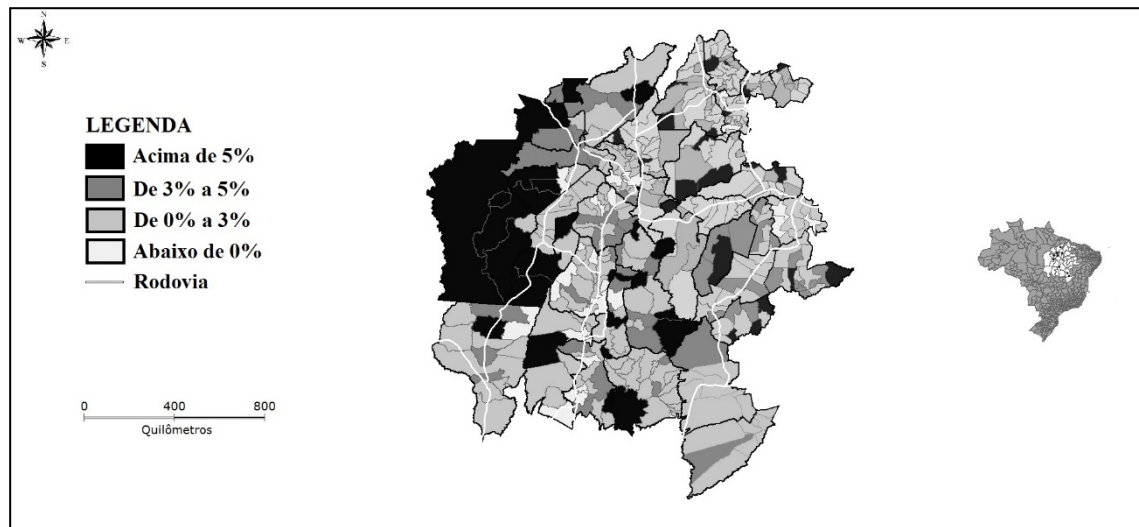 N
W E
S
LEGENDA
Acima de 5%
De 3% a 5%
De 0% a 3%
Abaixo de 0%
Rodovia
0 400 800
Quilômetros